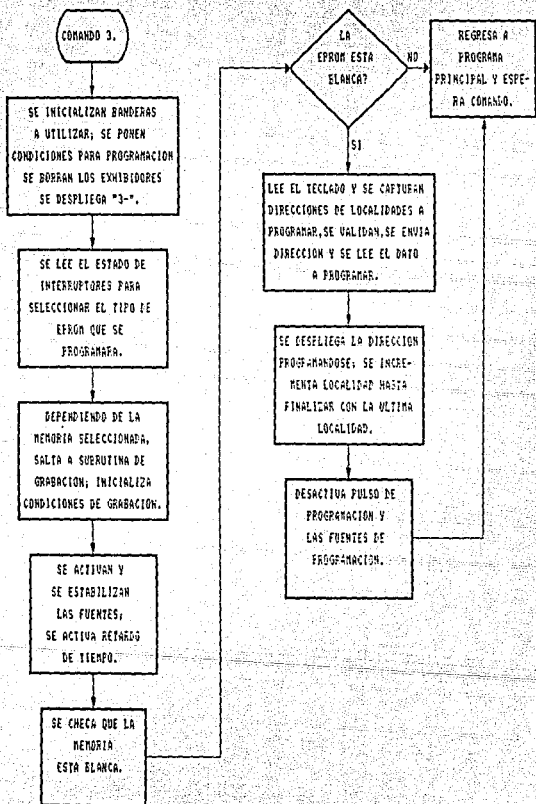 COMANDO 3.
SE INICIALIZAN BANDERAS
A UTILIZAR; SE PONEN
CONDICIONES PARA PROGRAMACION
SE BORRAN LOS EXHIBIDORES
SE DESPLIEGA "3-".
SE LEE EL ESTADO DE
INTERRUPTORES PARA
SELECCIONAR EL TIPO DE
EPROM QUE SE
PROGRAMARA.
DEPENDIENDO DE LA
MEMORIA SELECCIONADA,
SALTA A SUBRUTINA DE
GRABACION; INICIALIZA
CONDICIONES DE GRABACION.
SE ACTIVAN Y
SE ESTABILIZAN
LAS FUENTES;
SE ACTIVA RETARDO
DE TIEMPO.
SE CHECA QUE LA
MEMORIA
ESTA BLANCA.
LA
EPROM ESTA
BLANCA?
NO
SI
REGRESA A
PROGRAMA
PRINCIPAL Y ESPE-
RA COMANDO.
LEE EL TECLADO Y SE CAPTURAN
DIRECCIONES DE LOCALIDADES A
PROGRAMAR, SE VALIDAN, SE ENVIA
DIRECCION Y SE LEE EL DATO
A PROGRAMAR.
SE DESPLIEGA LA DIRECCION
PROGRAMANDOSE; SE INCRE-
MENTA LOCALIDAD HASTA
FINALIZAR CON LA ULTIMA
LOCALIDAD.
DESACTIVA PULSO DE
PROGRAMACION Y
LAS FUENTES DE
PROGRAMACION.